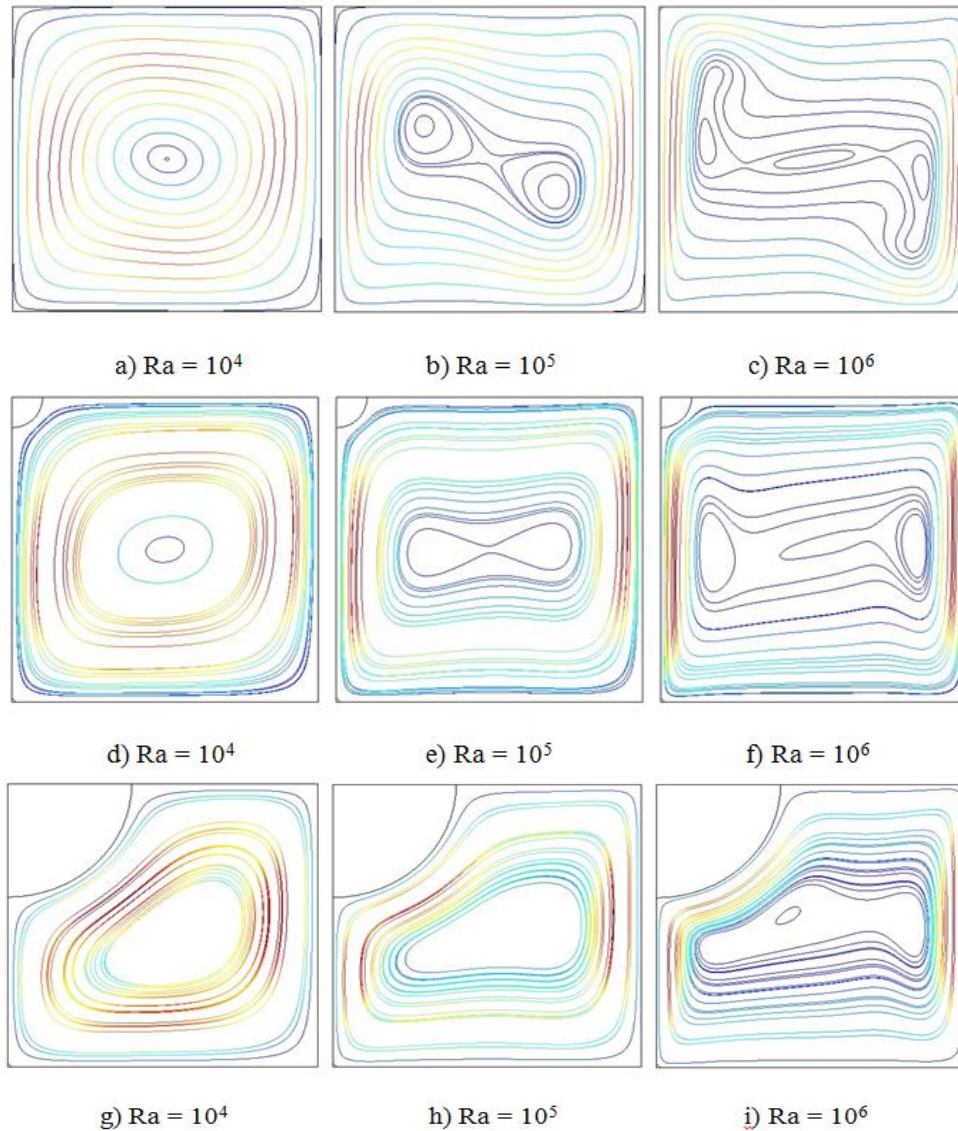 a) Ra = 10⁴ b) Ra = 10⁵ c) Ra = 10⁶
d) Ra = 10⁴ e) Ra = 10⁵ f) Ra = 10⁶
g) Ra = 10⁴ h) Ra = 10⁵ i) Ra = 10⁶